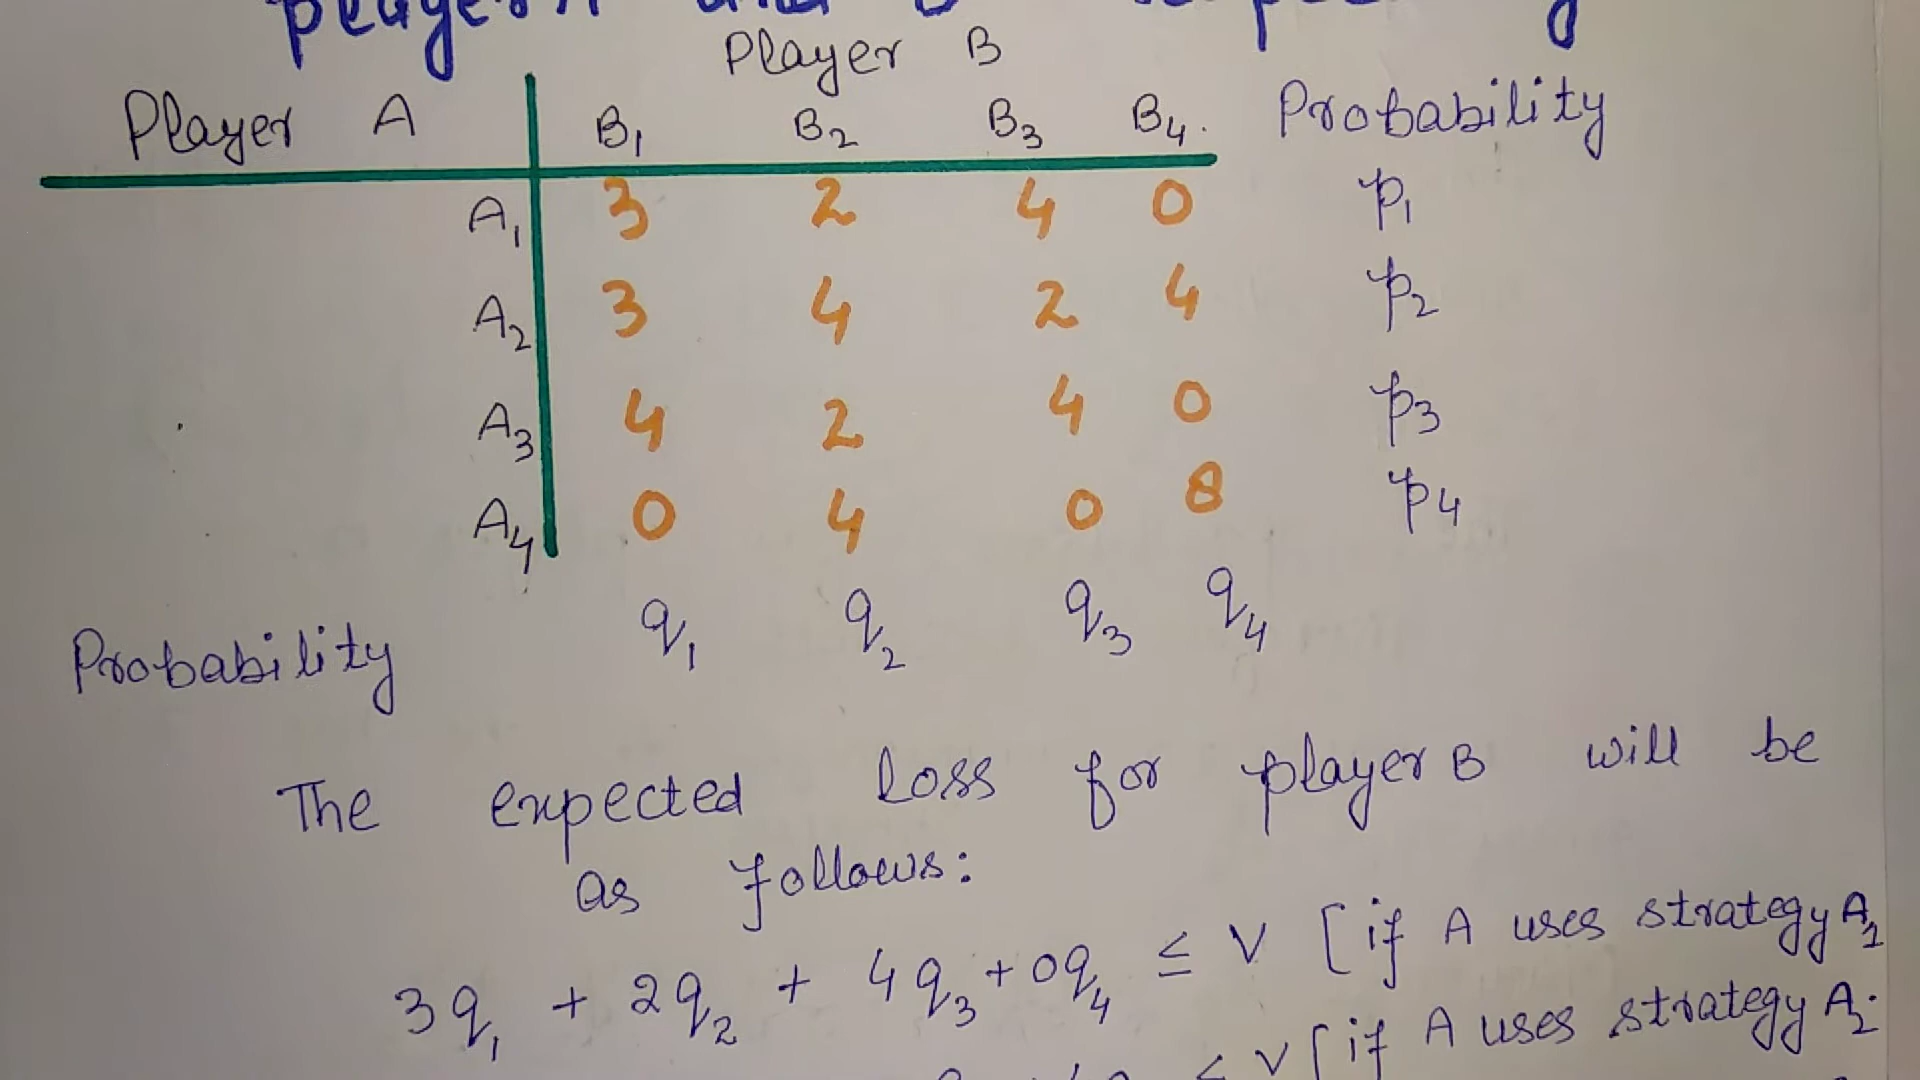 Player B
Player A B₁ B₂ B₃ B₄. Probability
A₁ 3 2 4 0 p₁
A₂ 3 4 2 4 p₂
A₃ 4 2 4 0 p₃
A₄ 0 4 0 8 p₄
Probability q₁ q₂ q₃ q₄
The expected loss for player B will be
as follows:
3q₁ + 2q₂ + 4q₃ + 0q₄ ≤ V [if A uses strategy A₁
≤ V [if A uses strategy A₂.